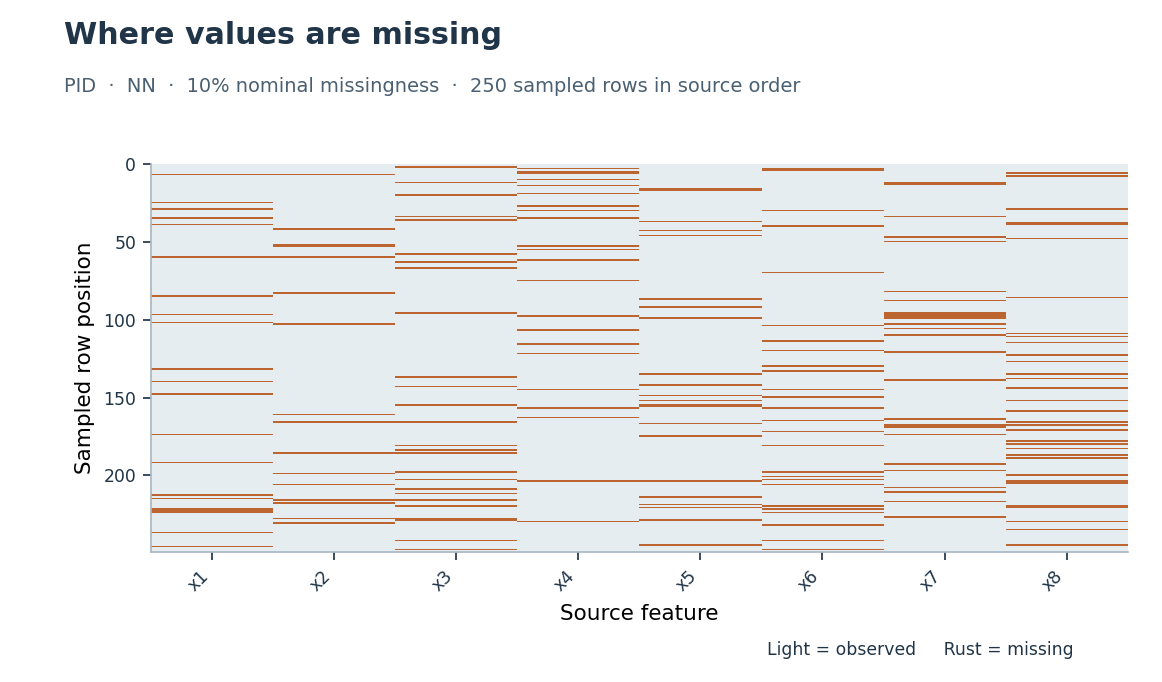 Where values are missing
PID · NN · 10% nominal missingness · 250 sampled rows in source order
0
50
100
150
200
Sampled row position
x1 x2 x3 x4 x5 x6 x7 x8
Source feature
Light = observed Rust = missing